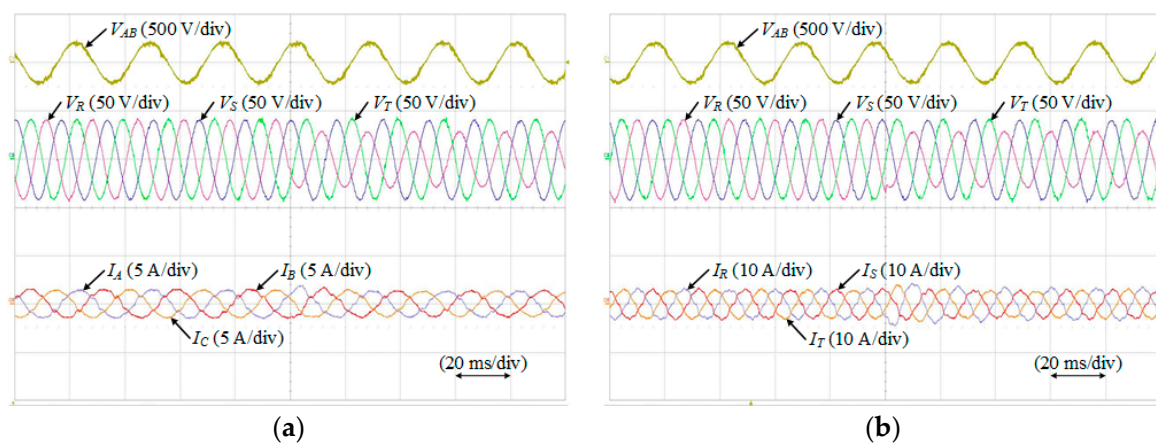 V_AB (500 V/div)
V_R (50 V/div) V_S (50 V/div) V_T (50 V/div)
I_A (5 A/div) I_B (5 A/div)
I_C (5 A/div)
(20 ms/div)
(a)
V_AB (500 V/div)
V_R (50 V/div) V_S (50 V/div) V_T (50 V/div)
I_R (10 A/div) I_S (10 A/div)
I_T (10 A/div)
(20 ms/div)
(b)